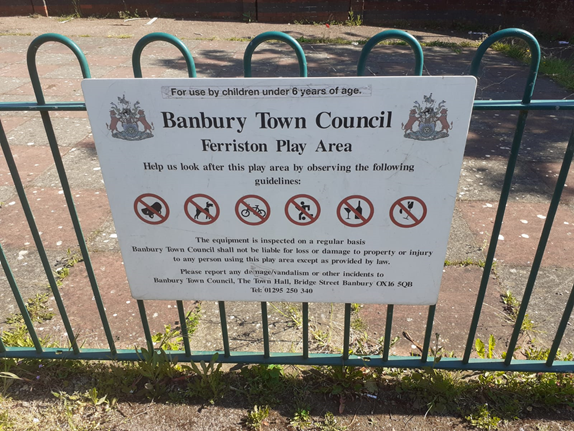 For use by children under 6 years of age.
Banbury Town Council
Ferriston Play Area
Help us look after this play area by observing the following
guidelines:
The equipment is inspected on a regular basis
Banbury Town Council shall not be liable for loss or damage to property or injury
to any person using this play area except as provided by law.
Please report any damage/vandalism or other incidents to
Banbury Town Council, The Town Hall, Bridge Street Banbury OX16 5QB
Tel: 01295 250 340